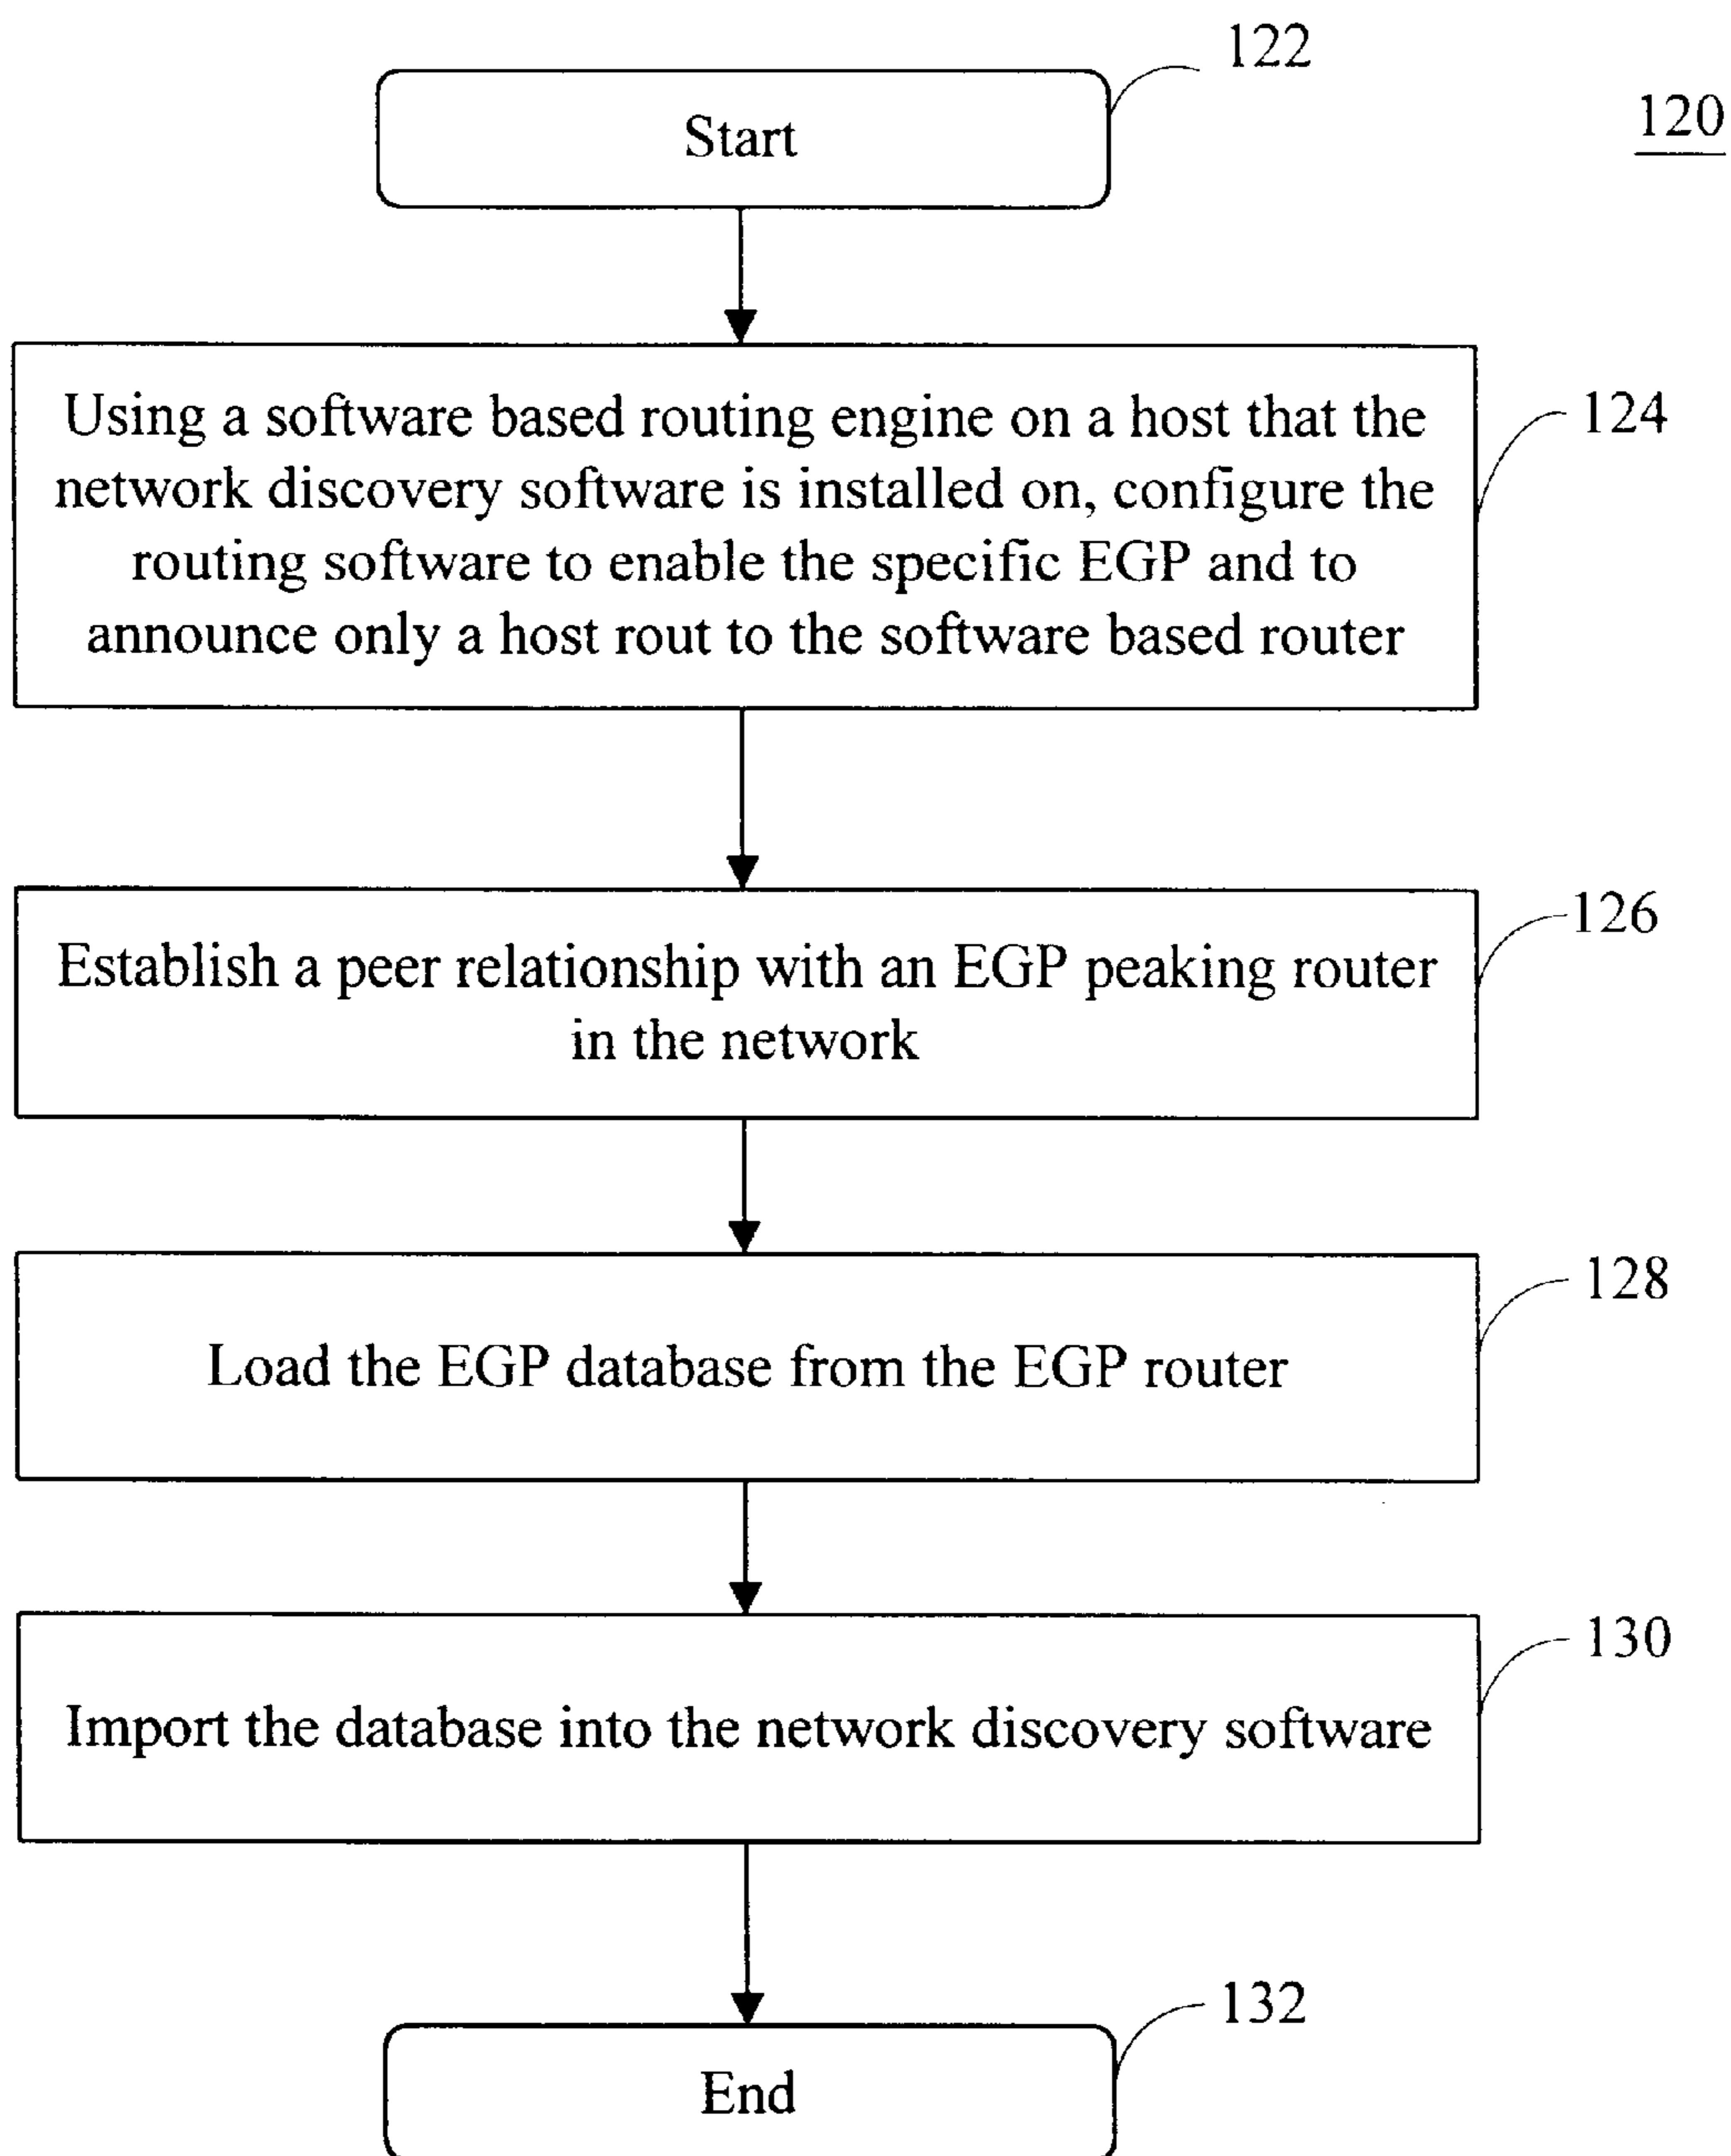 122
120
Start
Using a software based routing engine on a host that the
network discovery software is installed on, configure the
routing software to enable the specific EGP and to
announce only a host rout to the software based router
124
Establish a peer relationship with an EGP peaking router
in the network
126
Load the EGP database from the EGP router
128
Import the database into the network discovery software
130
132
End